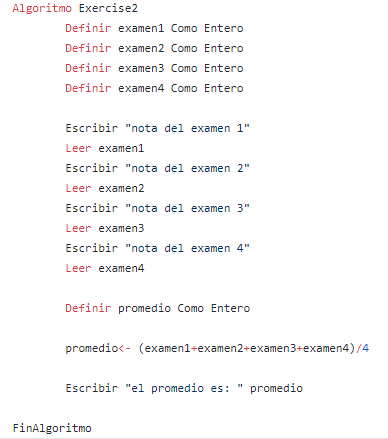 Algoritmo Exercise2
Definir examen1 Como Entero
Definir examen2 Como Entero
Definir examen3 Como Entero
Definir examen4 Como Entero
Escribir "nota del examen 1"
Leer examen1
Escribir "nota del examen 2"
Leer examen2
Escribir "nota del examen 3"
Leer examen3
Escribir "nota del examen 4"
Leer examen4
Definir promedio Como Entero
promedio<- (examen1+examen2+examen3+examen4)/4
Escribir "el promedio es: " promedio
FinAlgoritmo